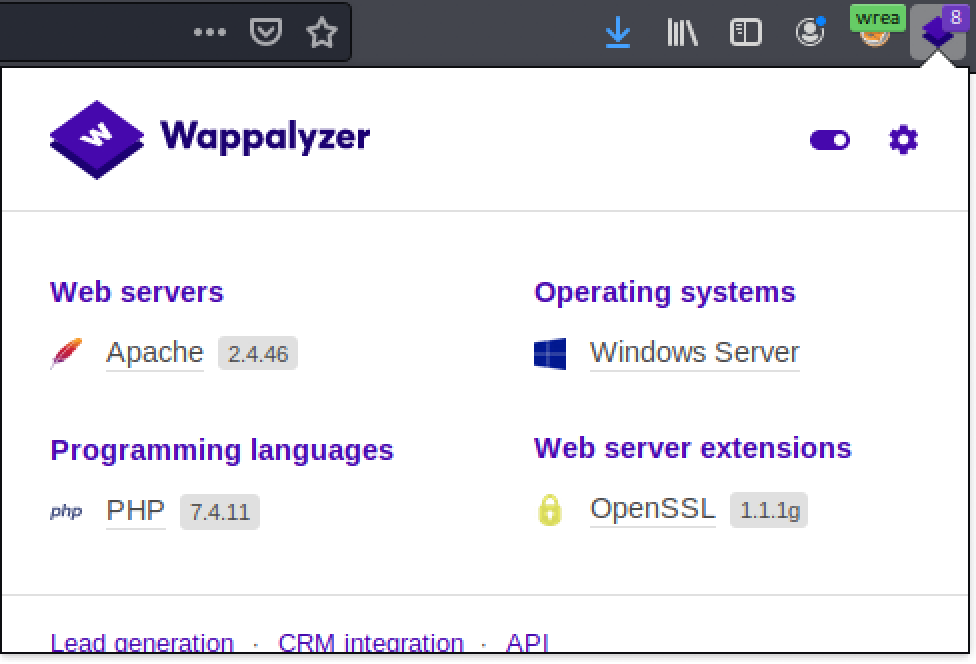 ••• wrea 8
W Wappalyzer
Web servers
Apache 2.4.46
Operating systems
Windows Server
Programming languages
php PHP 7.4.11
Web server extensions
OpenSSL 1.1.1g
Lead generation · CRM integration · API